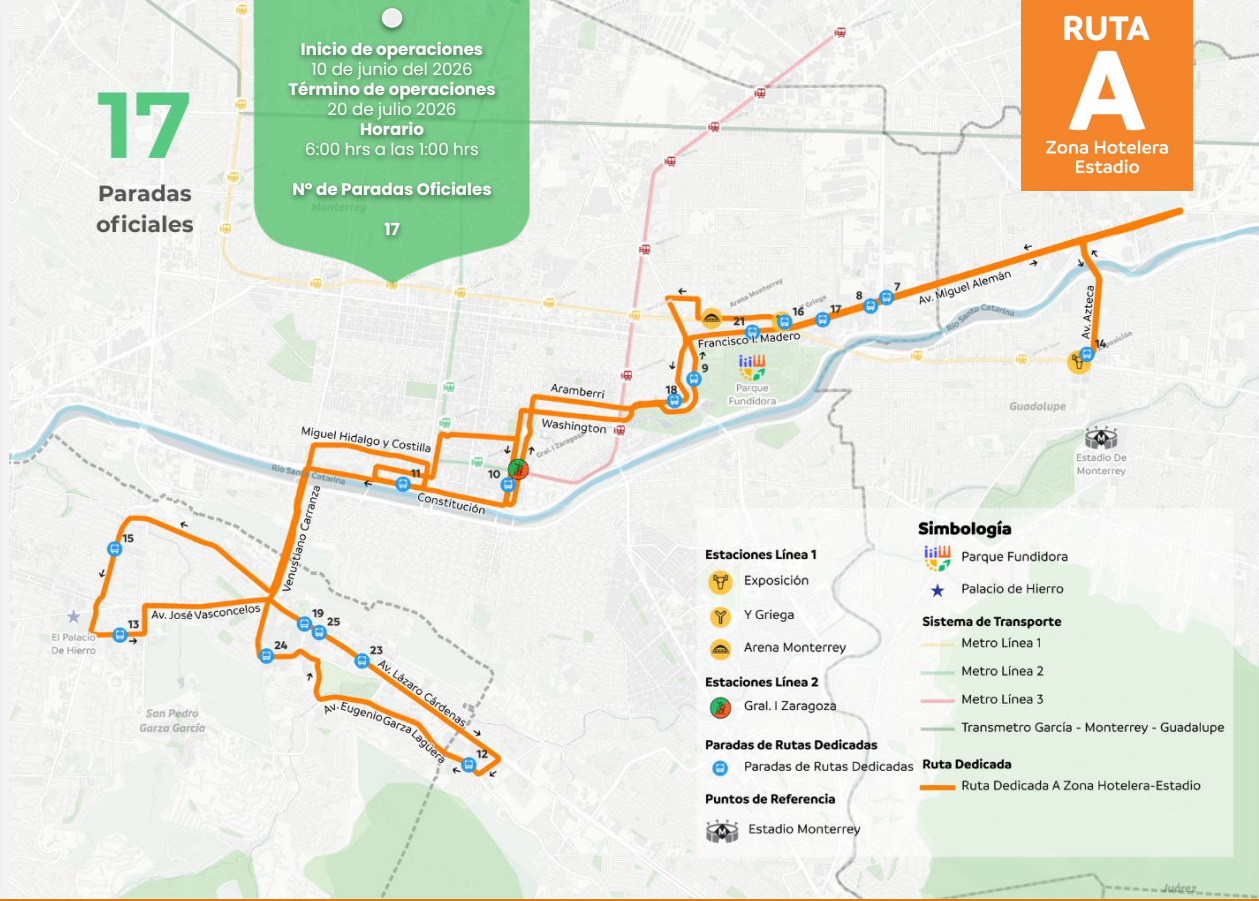 17
Paradas
oficiales
Inicio de operaciones
10 de junio del 2026
Término de operaciones
20 de julio 2026
Horario
6:00 hrs a las 1:00 hrs
Nº de Paradas Oficiales
17
Monterrey
RUTA
A
Zona Hotelera
Estadio
Av. Miguel Alemán
Río Santa Catarina
Av. Azteca
Exposición
14
7
8
17
16
Y Griega
Arena Monterrey
21
Francisco I. Madero
9
18
Parque
Fundidora
Guadalupe
Estadio De
Monterrey
Aramberri
Washington
Gral. I Zaragoza
Miguel Hidalgo y Costilla
10
11
Río Santa Catarina
Constitución
Venustiano Carranza
15
13
Av. José Vasconcelos
El Palacio
De Hierro
19
25
24
23
Av. Lázaro Cárdenas
Av. Eugenio Garza Lagüera
12
San Pedro
Garza García
Estaciones Línea 1
Exposición
Y Griega
Arena Monterrey
Estaciones Línea 2
Gral. I Zaragoza
Paradas de Rutas Dedicadas
Paradas de Rutas Dedicadas
Puntos de Referencia
Estadio Monterrey
Simbología
Parque Fundidora
Palacio de Hierro
Sistema de Transporte
Metro Línea 1
Metro Línea 2
Metro Línea 3
Transmetro García - Monterrey - Guadalupe
Ruta Dedicada
Ruta Dedicada A Zona Hotelera-Estadio
Juárez